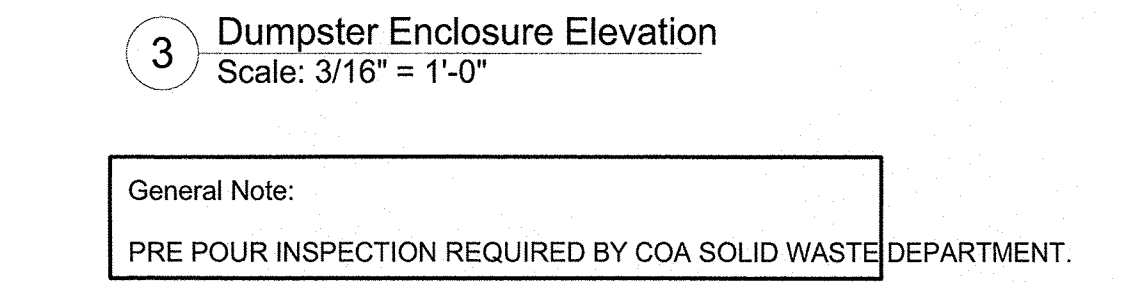 3
Dumpster Enclosure Elevation
Scale: 3/16" = 1'-0"
General Note:
PRE POUR INSPECTION REQUIRED BY COA SOLID WASTE DEPARTMENT.